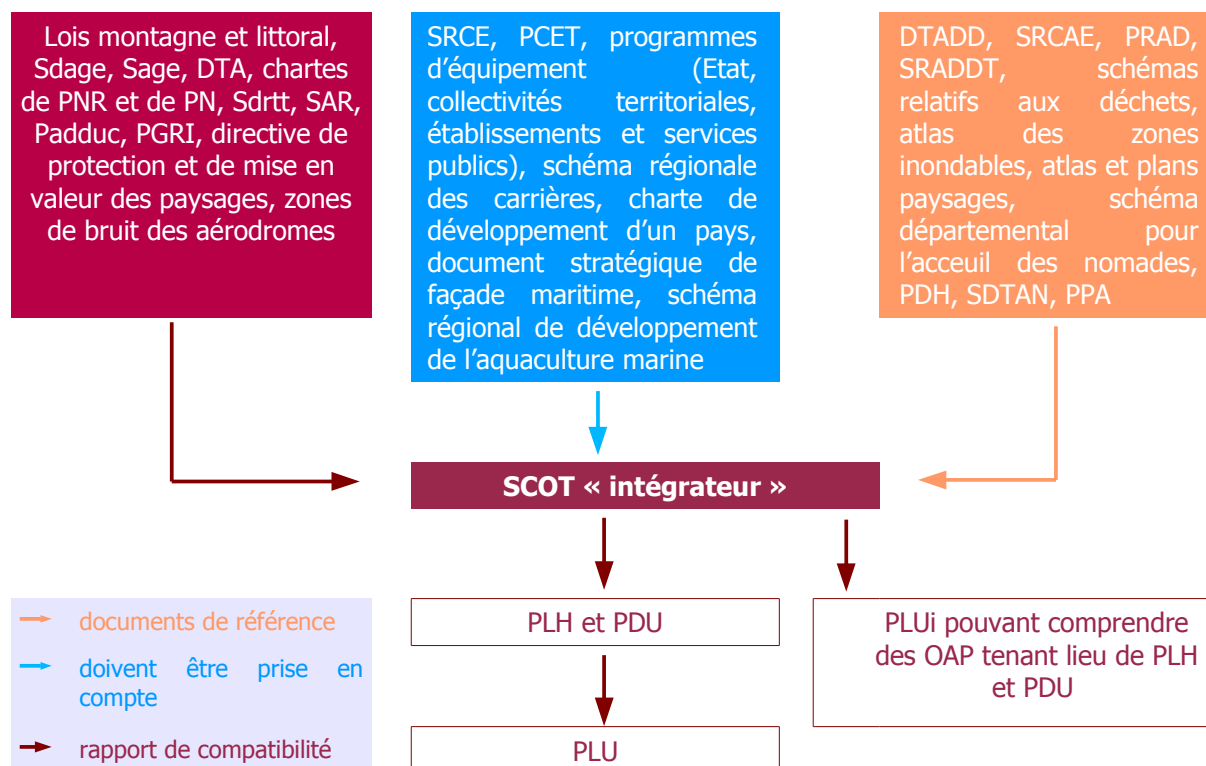 Lois montagne et littoral,
Sdage, Sage, DTA, chartes
de PNR et de PN, Sdrtt, SAR,
Padduc, PGRI, directive de
protection et de mise en
valeur des paysages, zones
de bruit des aérodromes
SRCE, PCET, programmes
d’équipement (Etat,
collectivités territoriales,
établissements et services
publics), schéma régionale
des carrières, charte de
développement d’un pays,
document stratégique de
façade maritime, schéma
régional de développement
de l’aquaculture marine
DTADD, SRCAE, PRAD,
SRADDT, schémas
relatifs aux déchets,
atlas des zones
inondables, atlas et plans
paysages, schéma
départemental pour
l’acceuil des nomades,
PDH, SDTAN, PPA
SCOT « intégrateur »
documents de référence
doivent être prise en
compte
rapport de compatibilité
PLH et PDU
PLU
PLUi pouvant comprendre
des OAP tenant lieu de PLH
et PDU